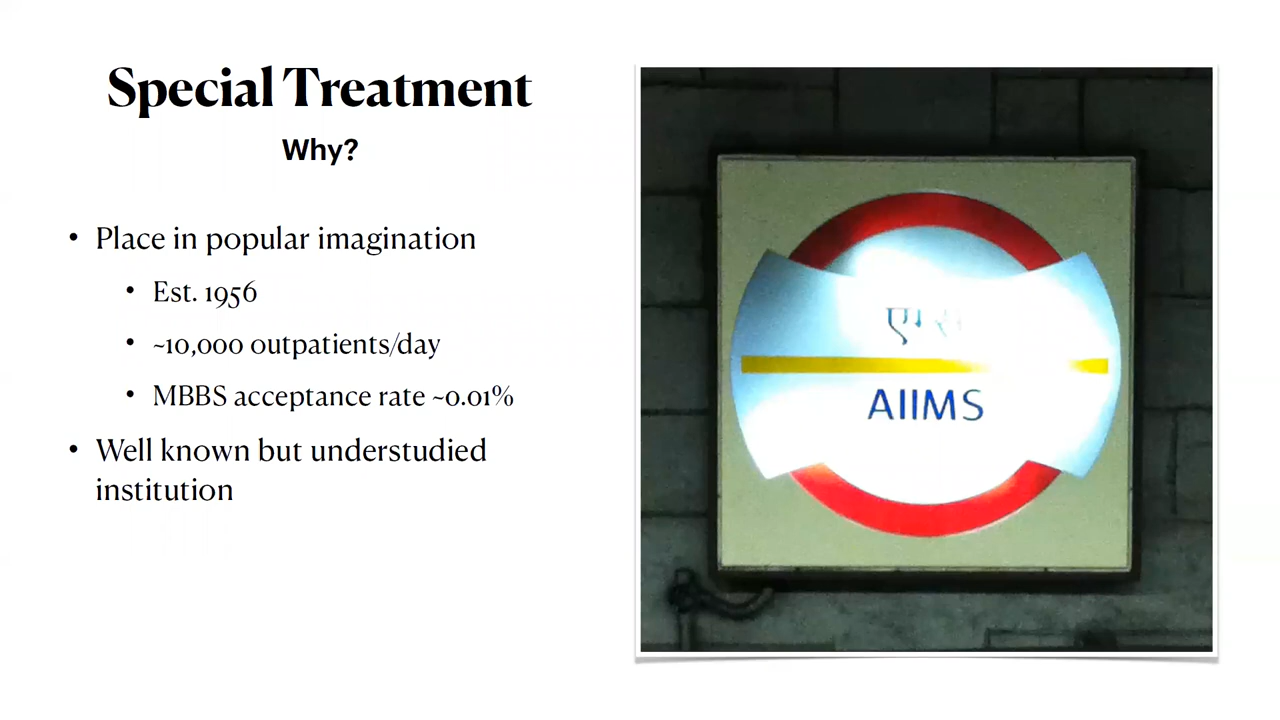 Special Treatment
Why?
• Place in popular imagination
• Est. 1956
• ~10,000 outpatients/day
• MBBS acceptance rate ~0.01%
• Well known but understudied
institution
AIIMS